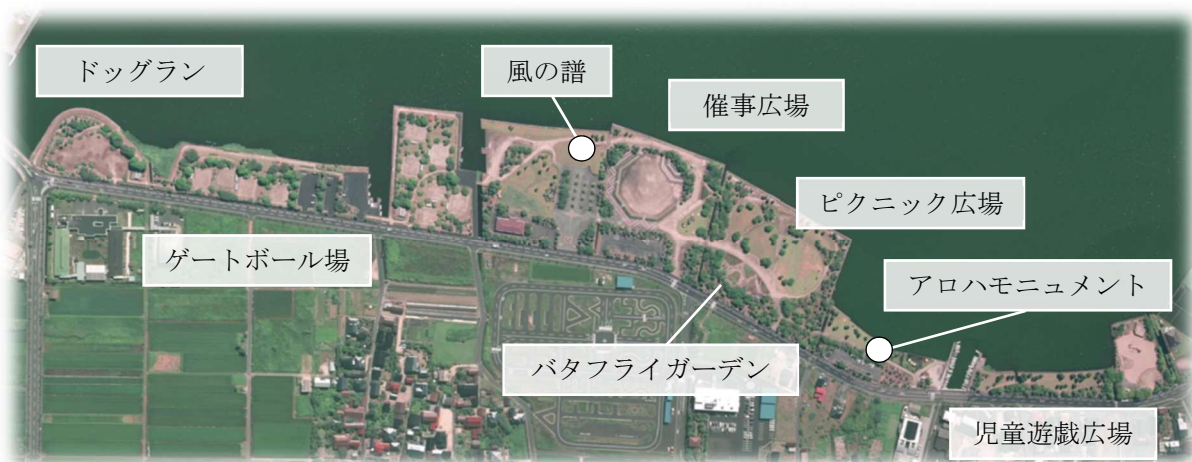 ドッグラン
風の譜
催事広場
ピクニック広場
ゲートボール場
アロハモニュメント
バタフライガーデン
児童遊戯広場